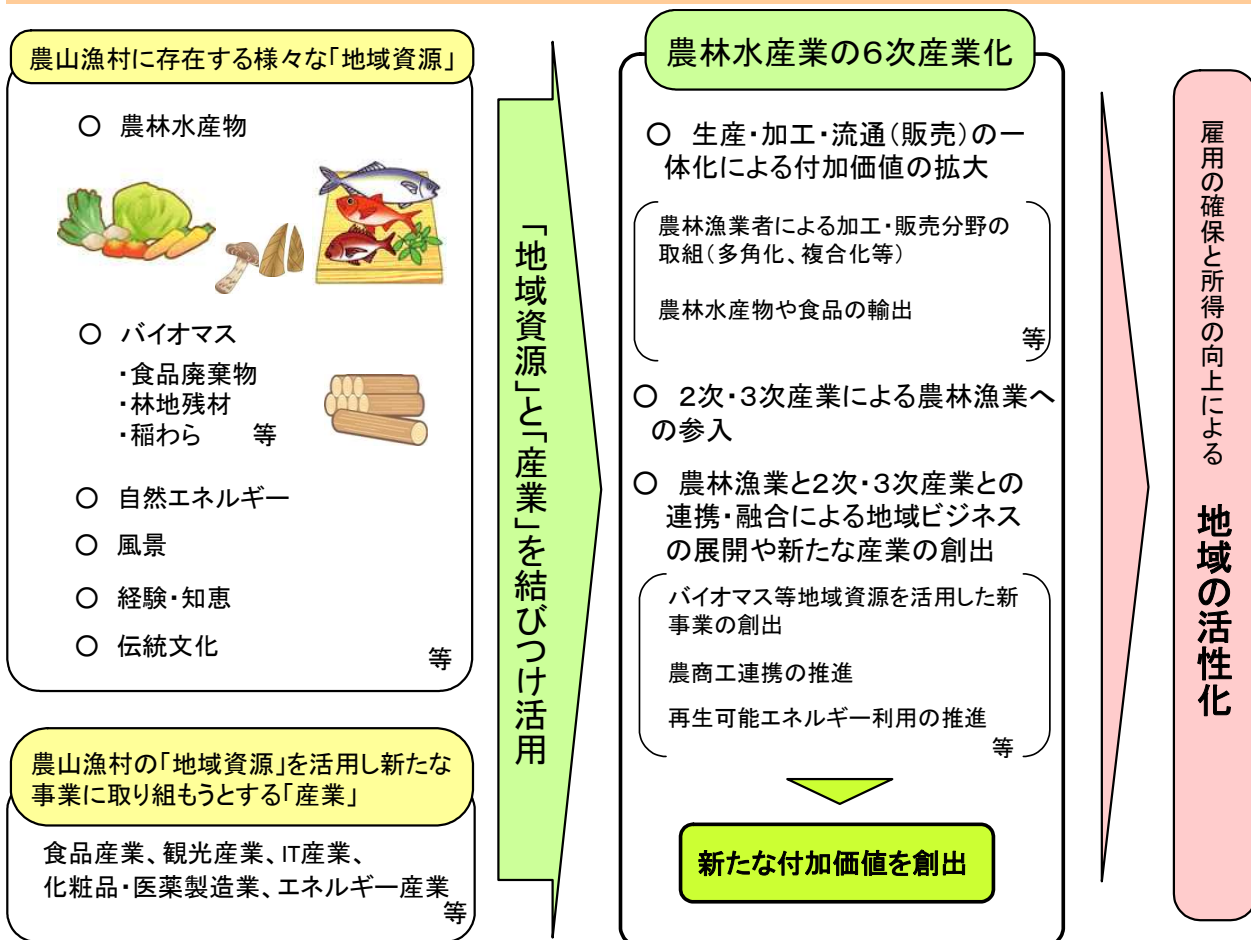 農山漁村に存在する様々な「地域資源」
○ 農林水産物
○ バイオマス
・食品廃棄物
・林地残材
・稲わら 等
○ 自然エネルギー
○ 風景
○ 経験・知恵
○ 伝統文化
等
農山漁村の「地域資源」を活用し新たな
事業に取り組もうとする「産業」
食品産業、観光産業、IT産業、
化粧品・医薬製造業、エネルギー産業
等
「地域資源」と「産業」を結びつけ活用
農林水産業の6次産業化
○ 生産・加工・流通(販売)の一
体化による付加価値の拡大
農林漁業者による加工・販売分野の
取組(多角化、複合化等)
農林水産物や食品の輸出
等
○ 2次・3次産業による農林漁業へ
の参入
○ 農林漁業と2次・3次産業との
連携・融合による地域ビジネス
の展開や新たな産業の創出
バイオマス等地域資源を活用した新
事業の創出
農商工連携の推進
再生可能エネルギー利用の推進
等
新たな付加価値を創出
雇用の確保と所得の向上による 地域の活性化